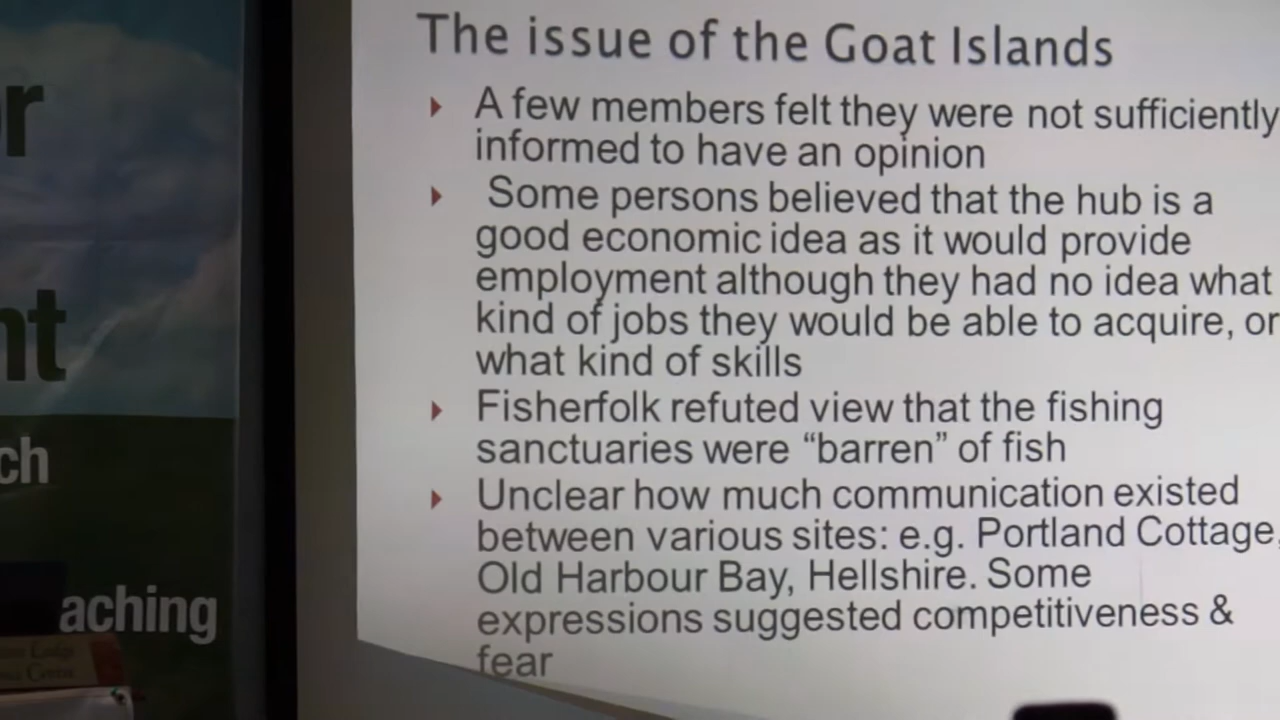 The issue of the Goat Islands
A few members felt they were not sufficiently
informed to have an opinion
Some persons believed that the hub is a
good economic idea as it would provide
employment although they had no idea what
kind of jobs they would be able to acquire, or
what kind of skills
Fisherfolk refuted view that the fishing
sanctuaries were “barren” of fish
Unclear how much communication existed
between various sites: e.g. Portland Cottage,
Old Harbour Bay, Hellshire. Some
expressions suggested competitiveness &
fear
or
nt
ch
aching